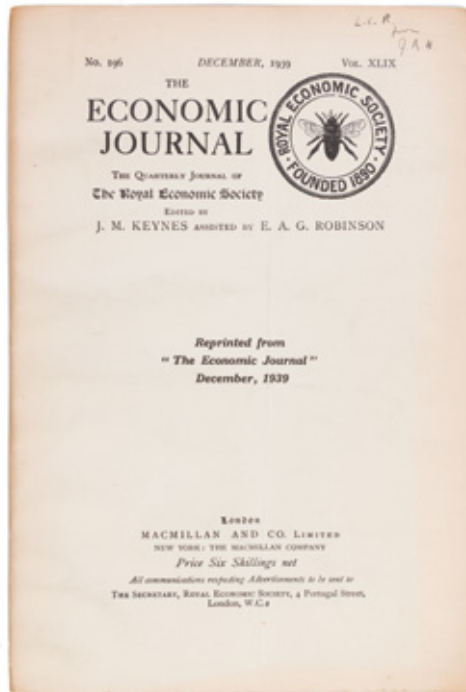 L. C. R.
from
J. R. H.
No. 196 DECEMBER, 1939 VOL. XLIX
THE
ECONOMIC
JOURNAL
ROYAL ECONOMIC SOCIETY
· FOUNDED 1890 ·
THE QUARTERLY JOURNAL OF
The Royal Economic Society
EDITED BY
J. M. KEYNES ASSISTED BY E. A. G. ROBINSON
Reprinted from
" The Economic Journal "
December, 1939
London
MACMILLAN AND CO. LIMITED
NEW YORK : THE MACMILLAN COMPANY
Price Six Skillings net
All communications respecting Advertisements to be sent to
THE SECRETARY, ROYAL ECONOMIC SOCIETY, 4 Portugal Street,
London, W.C.2